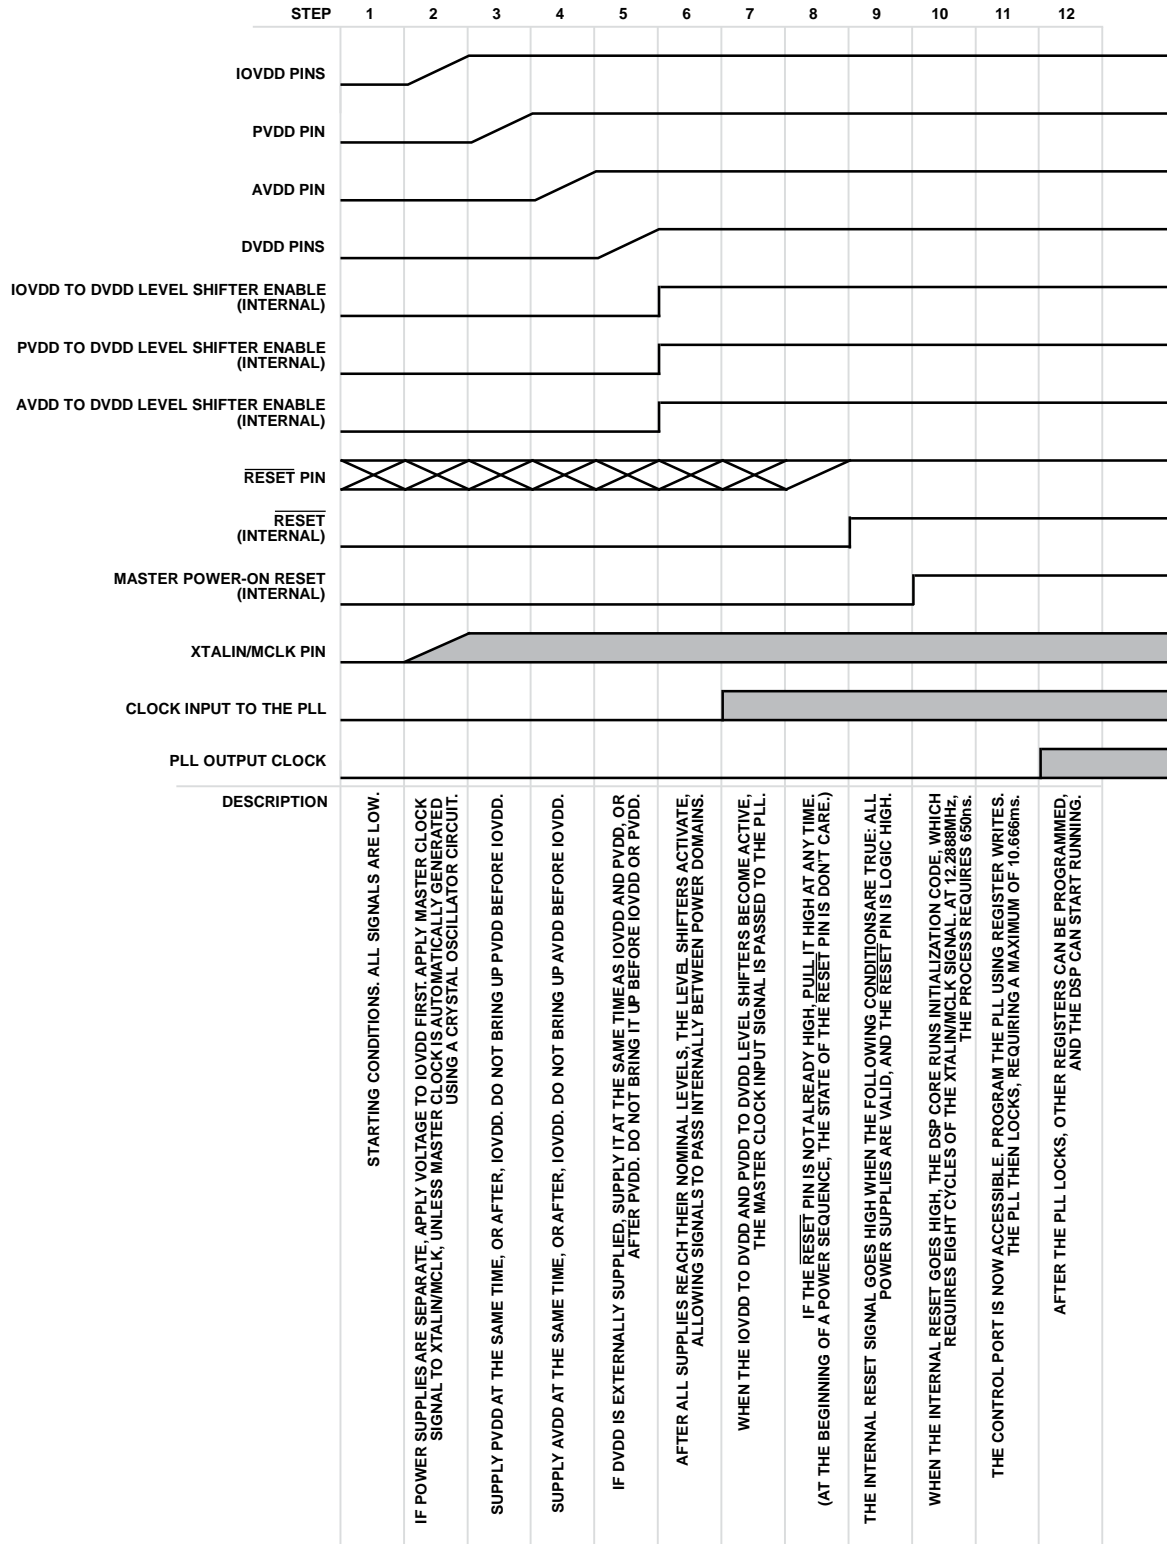 STEP 1 2 3 4 5 6 7 8 9 10 11 12
IOVDD PINS
PVDD PIN
AVDD PIN
DVDD PINS
IOVDD TO DVDD LEVEL SHIFTER ENABLE
(INTERNAL)
PVDD TO DVDD LEVEL SHIFTER ENABLE
(INTERNAL)
AVDD TO DVDD LEVEL SHIFTER ENABLE
(INTERNAL)
RESET PIN
RESET
(INTERNAL)
MASTER POWER-ON RESET
(INTERNAL)
XTALIN/MCLK PIN
CLOCK INPUT TO THE PLL
PLL OUTPUT CLOCK
DESCRIPTION
STARTING CONDITIONS. ALL SIGNALS ARE LOW.
IF POWER SUPPLIES ARE SEPARATE, APPLY VOLTAGE TO IOVDD FIRST. APPLY MASTER CLOCK
SIGNAL TO XTALIN/MCLK, UNLESS MASTER CLOCK IS AUTOMATICALLY GENERATED
USING A CRYSTAL OSCILLATOR CIRCUIT.
SUPPLY PVDD AT THE SAME TIME, OR AFTER, IOVDD. DO NOT BRING UP PVDD BEFORE IOVDD.
SUPPLY AVDD AT THE SAME TIME, OR AFTER, IOVDD. DO NOT BRING UP AVDD BEFORE IOVDD.
IF DVDD IS EXTERNALLY SUPPLIED, SUPPLY IT AT THE SAME TIME AS IOVDD AND PVDD, OR
AFTER PVDD. DO NOT BRING IT UP BEFORE IOVDD OR PVDD.
AFTER ALL SUPPLIES REACH THEIR NOMINAL LEVELS, THE LEVEL SHIFTERS ACTIVATE,
ALLOWING SIGNALS TO PASS INTERNALLY BETWEEN POWER DOMAINS.
WHEN THE IOVDD TO DVDD AND PVDD TO DVDD LEVEL SHIFTERS BECOME ACTIVE,
THE MASTER CLOCK INPUT SIGNAL IS PASSED TO THE PLL.
IF THE RESET PIN IS NOT ALREADY HIGH, PULL IT HIGH AT ANY TIME.
(AT THE BEGINNING OF A POWER SEQUENCE, THE STATE OF THE RESET PIN IS DON'T CARE.)
THE INTERNAL RESET SIGNAL GOES HIGH WHEN THE FOLLOWING CONDITIONS ARE TRUE: ALL
POWER SUPPLIES ARE VALID, AND THE RESET PIN IS LOGIC HIGH.
WHEN THE INTERNAL RESET GOES HIGH, THE DSP CORE RUNS INITIALIZATION CODE, WHICH
REQUIRES EIGHT CYCLES OF THE XTALIN/MCLK SIGNAL. AT 12.2888MHz,
THE PROCESS REQUIRES 650ns.
THE CONTROL PORT IS NOW ACCESSIBLE. PROGRAM THE PLL USING REGISTER WRITES.
THE PLL THEN LOCKS, REQUIRING A MAXIMUM OF 10.666ms.
AFTER THE PLL LOCKS, OTHER REGISTERS CAN BE PROGRAMMED,
AND THE DSP CAN START RUNNING.